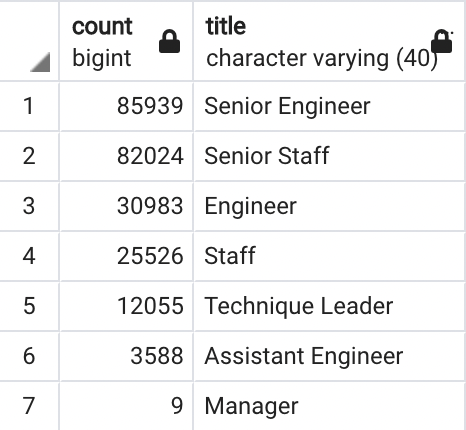 count title
bigint character varying (40)
1 85939 Senior Engineer
2 82024 Senior Staff
3 30983 Engineer
4 25526 Staff
5 12055 Technique Leader
6 3588 Assistant Engineer
7 9 Manager